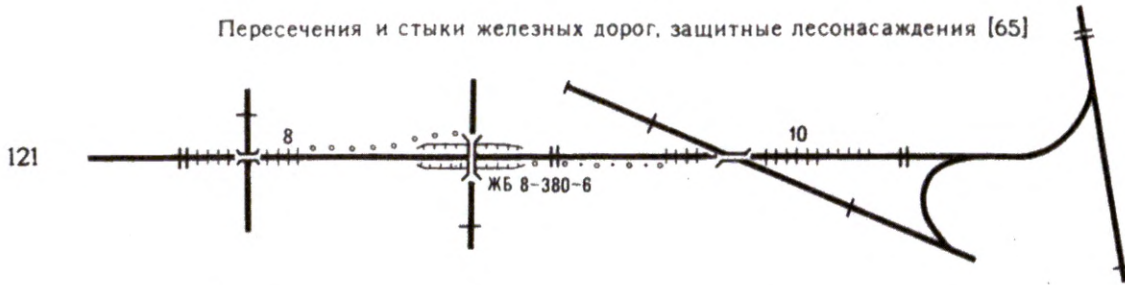 Пересечения и стыки железных дорог, защитные лесонасаждения [65]
8
10
121
ЖБ 8-380-6